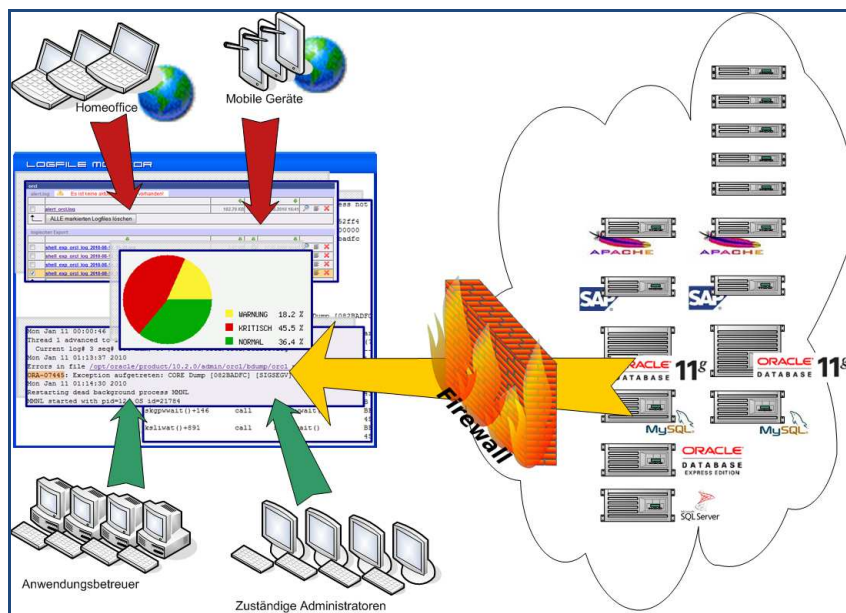 Homeoffice
Mobile Geräte
LOGFILE MONITOR
ALLE markierten Logfiles löschen
WARNUNG 18.2 %
KRITISCH 45.5 %
NORMAL 36.4 %
Mon Jan 11 00:00:46
Thread 1 advanced to
Current log# 3 seq#
Mon Jan 11 01:13:37 2010
Errors in file /opt/oracle/product/10.2.0/admin/orcl/bdump/orcl
ORA-07445: Exception aufgetreten: CORE Dump [082BADFC] [SIGSEGV]
Mon Jan 11 01:14:30 2010
Restarting dead background process MMNL
MMNL started with pid=12, OS id=21784
skgpwwait()+146 call
ksliwat()+891 call
Dump [082BADFC]
Firewall
APACHE
APACHE
SAP
SAP
ORACLE 11g
DATABASE
ORACLE 11g
DATABASE
MySQL
MySQL
ORACLE
DATABASE
EXPRESS EDITION
SQL Server
Anwendungsbetreuer
Zuständige Administratoren